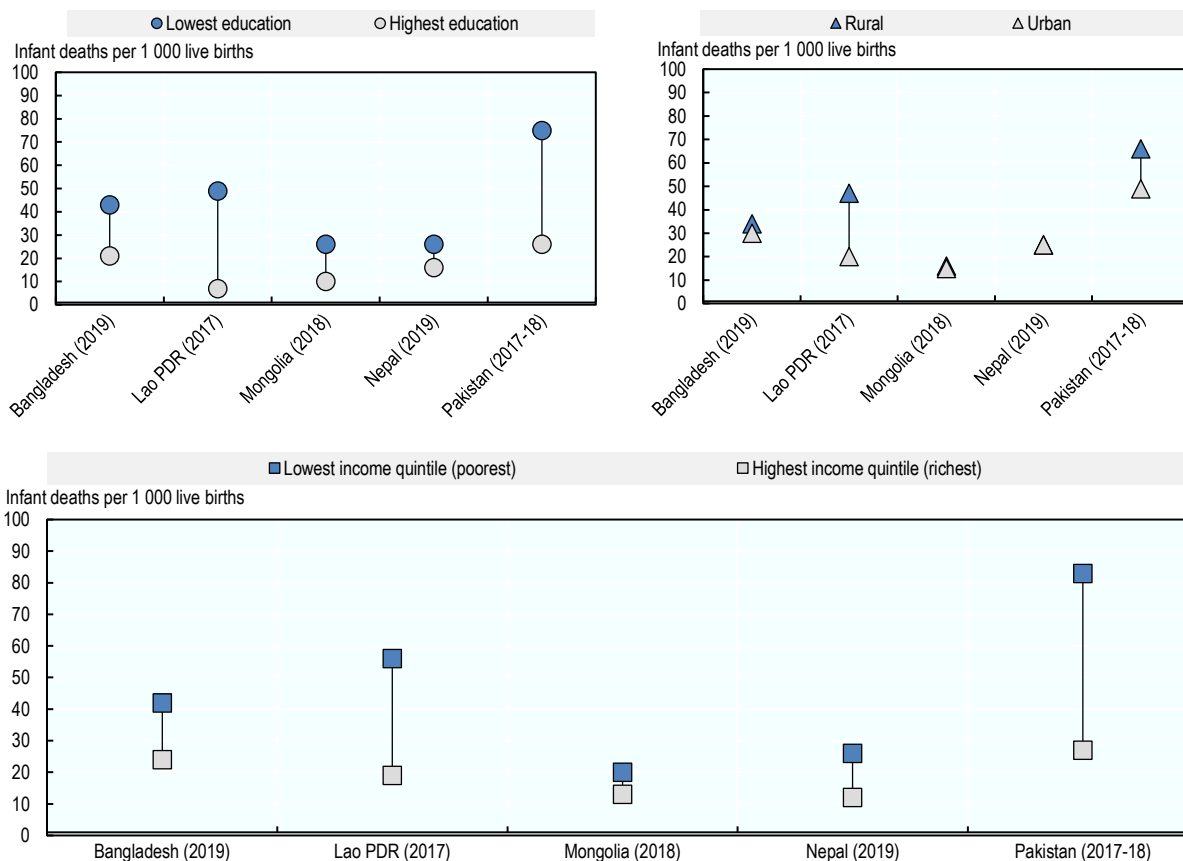 Lowest education Highest education
Infant deaths per 1 000 live births
100
90
80
70
60
50
40
30
20
10
0
Bangladesh (2019)
Lao PDR (2017)
Mongolia (2018)
Nepal (2019)
Pakistan (2017-18)
Rural Urban
Infant deaths per 1 000 live births
100
90
80
70
60
50
40
30
20
10
0
Bangladesh (2019)
Lao PDR (2017)
Mongolia (2018)
Nepal (2019)
Pakistan (2017-18)
Lowest income quintile (poorest) Highest income quintile (richest)
Infant deaths per 1 000 live births
100
90
80
70
60
50
40
30
20
10
0
Bangladesh (2019) Lao PDR (2017) Mongolia (2018) Nepal (2019) Pakistan (2017-18)